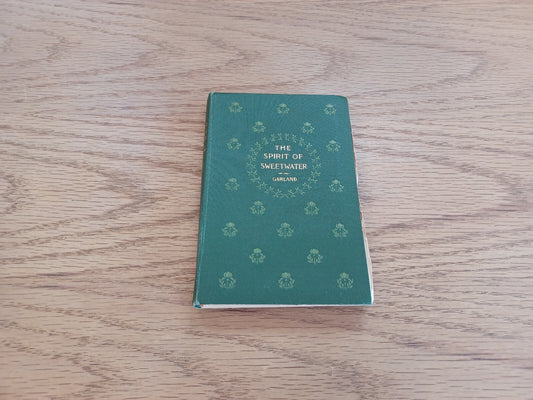 THE
SPIRIT OF
SWEETWATER
GARLAND